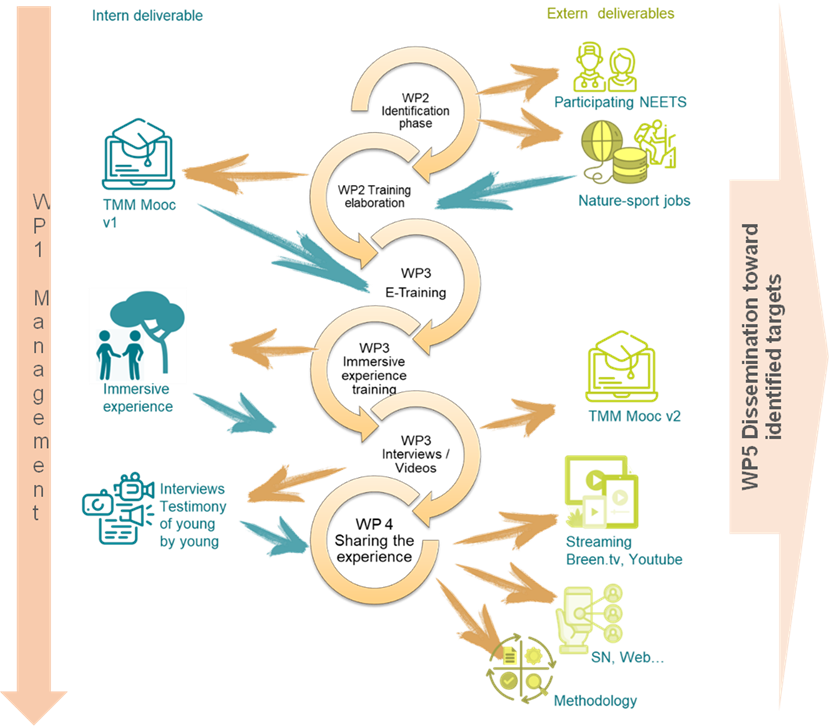 Intern deliverable
Extern deliverables
WP2
Identification
phase
Participating NEETS
TMM Mooc
v1
WP2 Training
elaboration
Nature-sport jobs
WP1 Management
WP3
E-Training
WP5 Dissemination toward
identified targets
Immersive
experience
WP3
Immersive
experience
training
TMM Mooc v2
WP3
Interviews /
Videos
Interviews
Testimony
of young
by young
WP 4
Sharing the
experience
Streaming
Breen.tv, Youtube
SN, Web...
Methodology